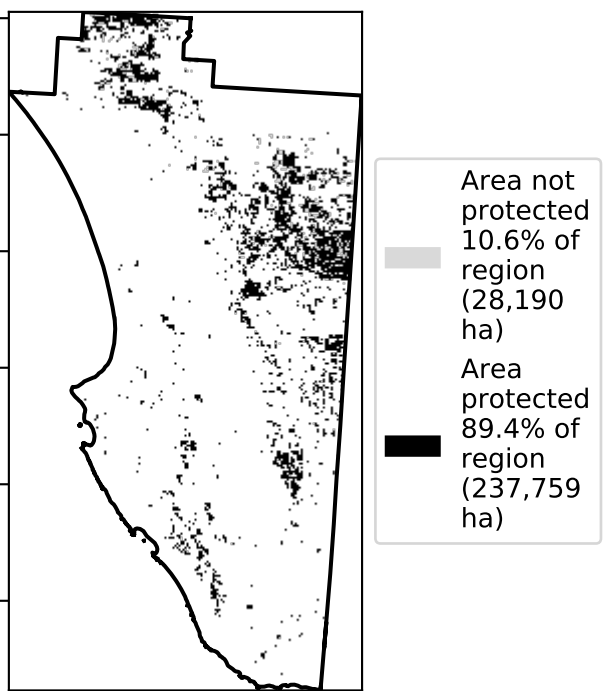 Area not
protected
10.6% of
region
(28,190
ha)
Area
protected
89.4% of
region
(237,759
ha)